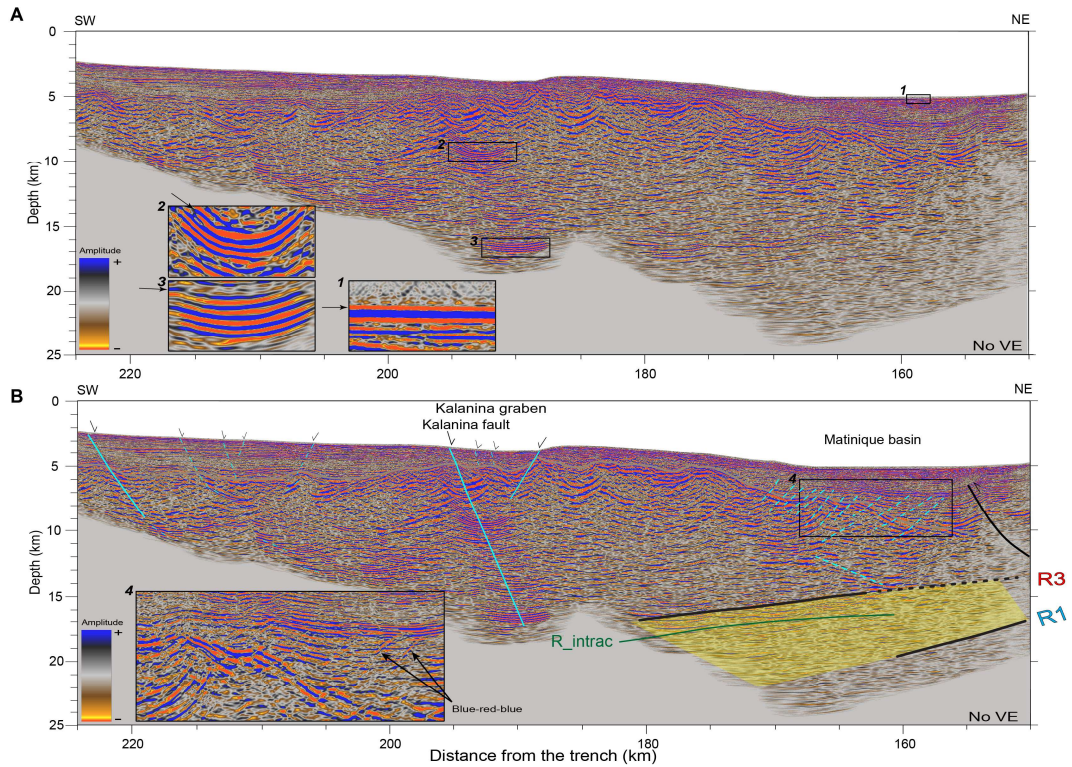 A
SW
NE
0
5
10
15
20
25
Depth (km)
1
2
3
2
Amplitude
+
3
1
−
No VE
220
200
180
160
B
SW
NE
0
5
10
15
20
25
Depth (km)
Kalanina graben
Kalanina fault
Matinique basin
4
R3
R1
R_intrac
4
Amplitude
+
−
Blue-red-blue
No VE
220
200
180
160
Distance from the trench (km)